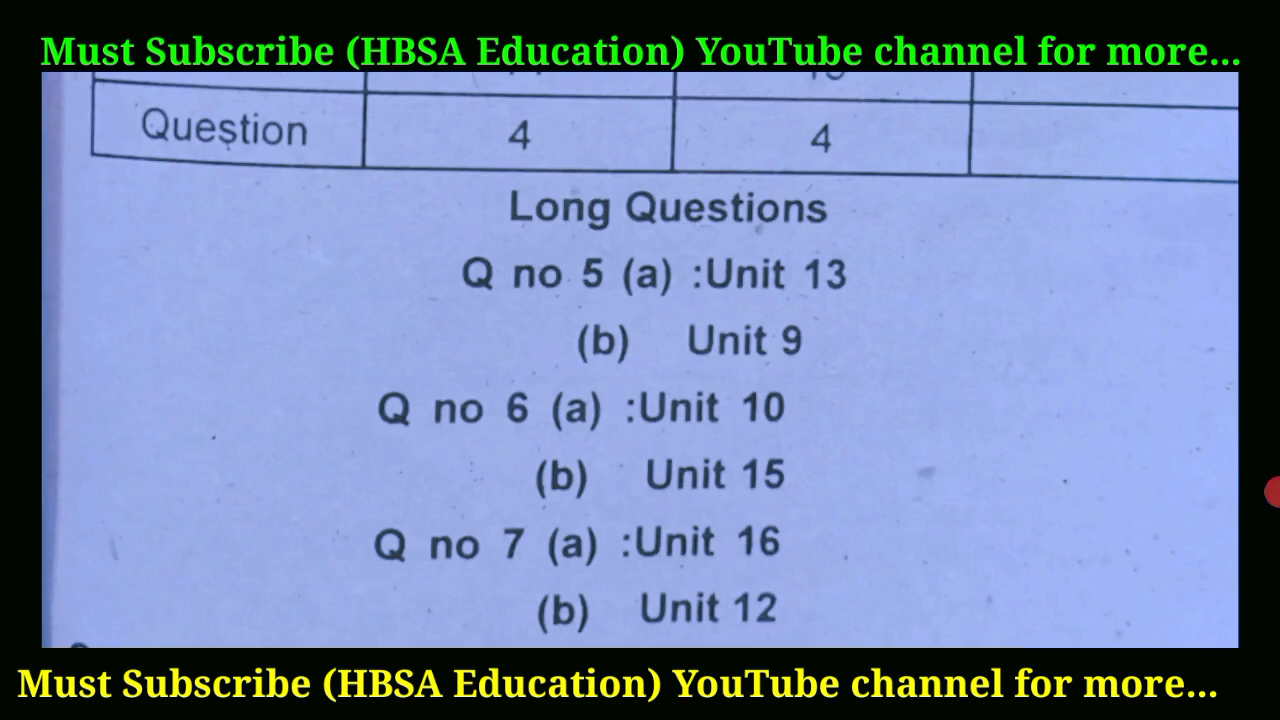 Must Subscribe (HBSA Education) YouTube channel for more...
Question 4 4
Long Questions
Q no 5 (a) :Unit 13
(b) Unit 9
Q no 6 (a) :Unit 10
(b) Unit 15
Q no 7 (a) :Unit 16
(b) Unit 12
Must Subscribe (HBSA Education) YouTube channel for more...